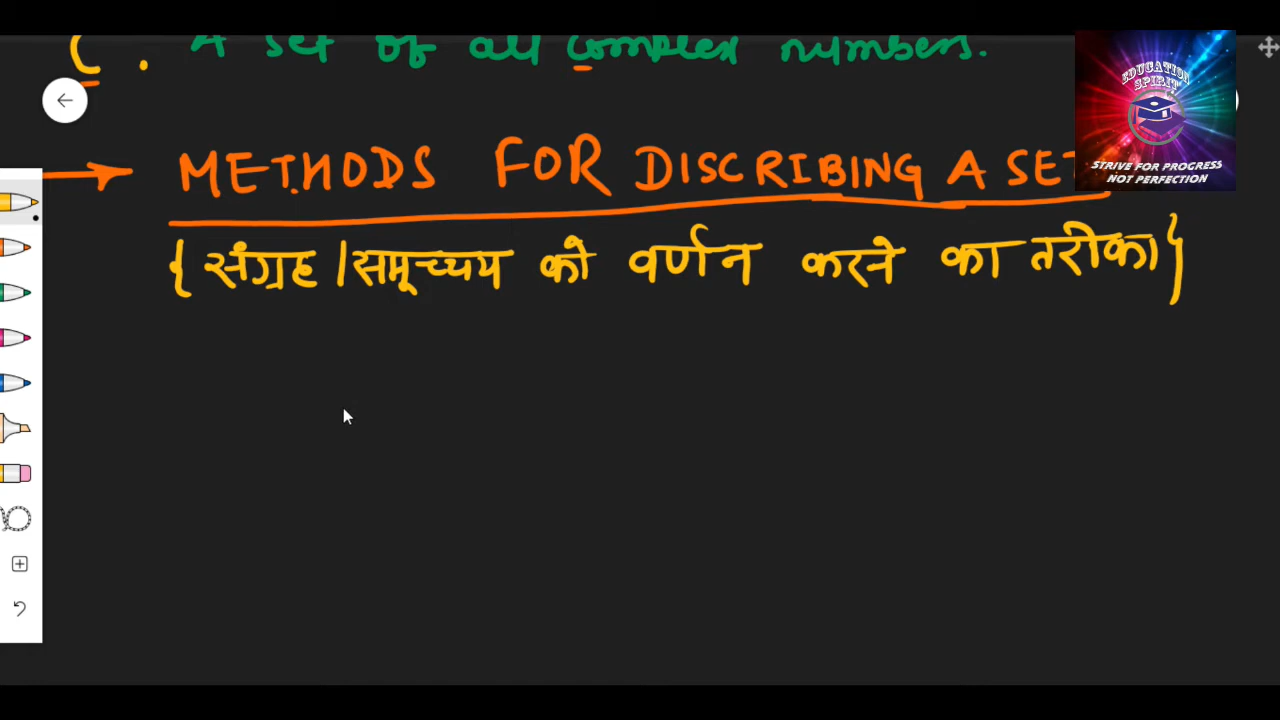 C . A set of all complex numbers.
EDUCATION
SPIRIT
STRIVE FOR PROGRESS
NOT PERFECTION
METHODS FOR DISCRIBING A SET
{संग्रह / समूच्चय को वर्णन करने का तरीका}